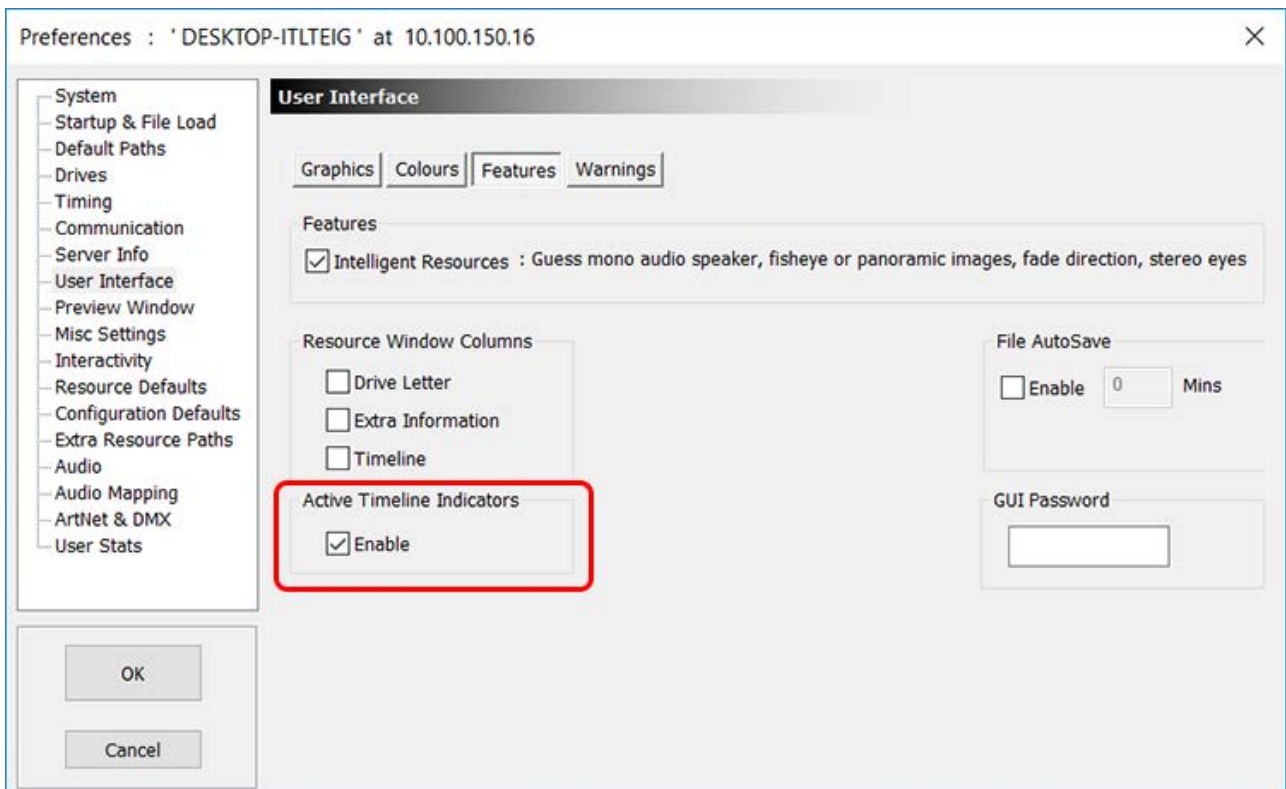 Preferences : ' DESKTOP-ITLTEIG ' at 10.100.150.16
System
Startup & File Load
Default Paths
Drives
Timing
Communication
Server Info
User Interface
Preview Window
Misc Settings
Interactivity
Resource Defaults
Configuration Defaults
Extra Resource Paths
Audio
Audio Mapping
ArtNet & DMX
User Stats
OK
Cancel
User Interface
Graphics Colours Features Warnings
Features
Intelligent Resources : Guess mono audio speaker, fisheye or panoramic images, fade direction, stereo eyes
Resource Window Columns
Drive Letter
Extra Information
Timeline
File AutoSave
Enable 0 Mins
Active Timeline Indicators
Enable
GUI Password